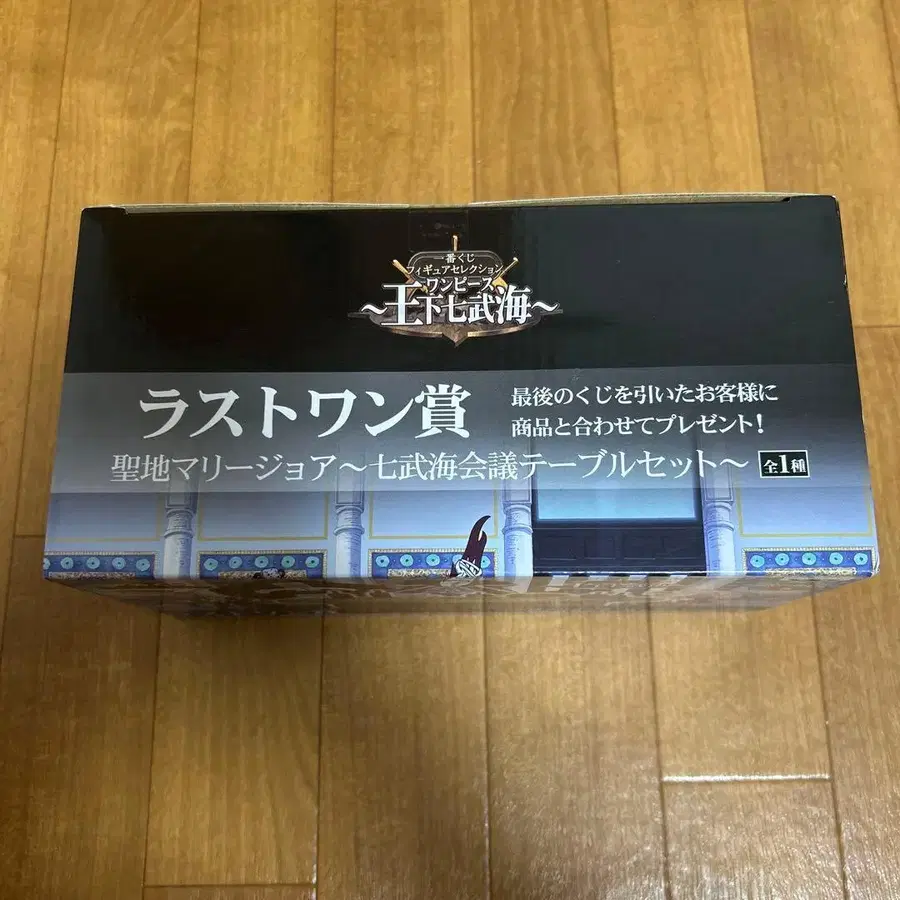 一番くじ
フィギュアセレクション
ワンピース
～王下七武海～
ラストワン賞
最後のくじを引いたお客様に
商品と合わせてプレゼント!
聖地マリージョア～七武海会議テーブルセット～ 全1種